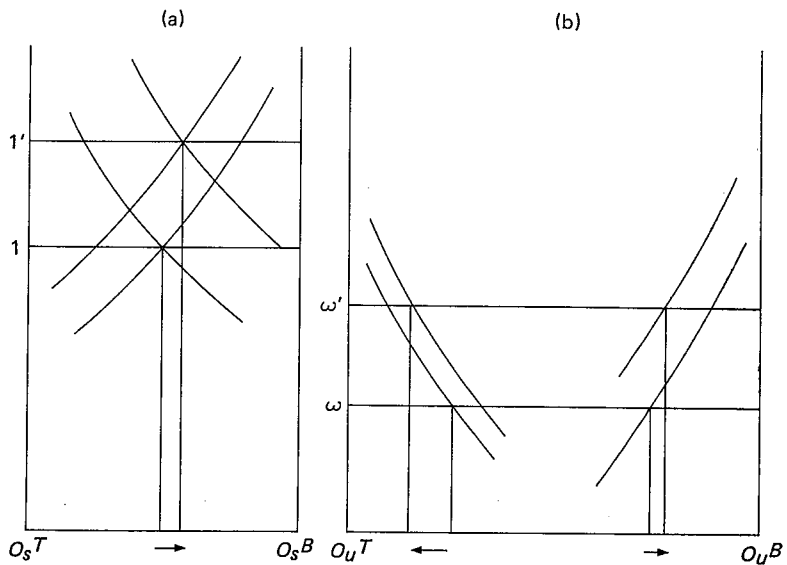 (a)
(b)
1′
1
ω′
ω
OₛT → OₛB
OᵤT ← → OᵤB